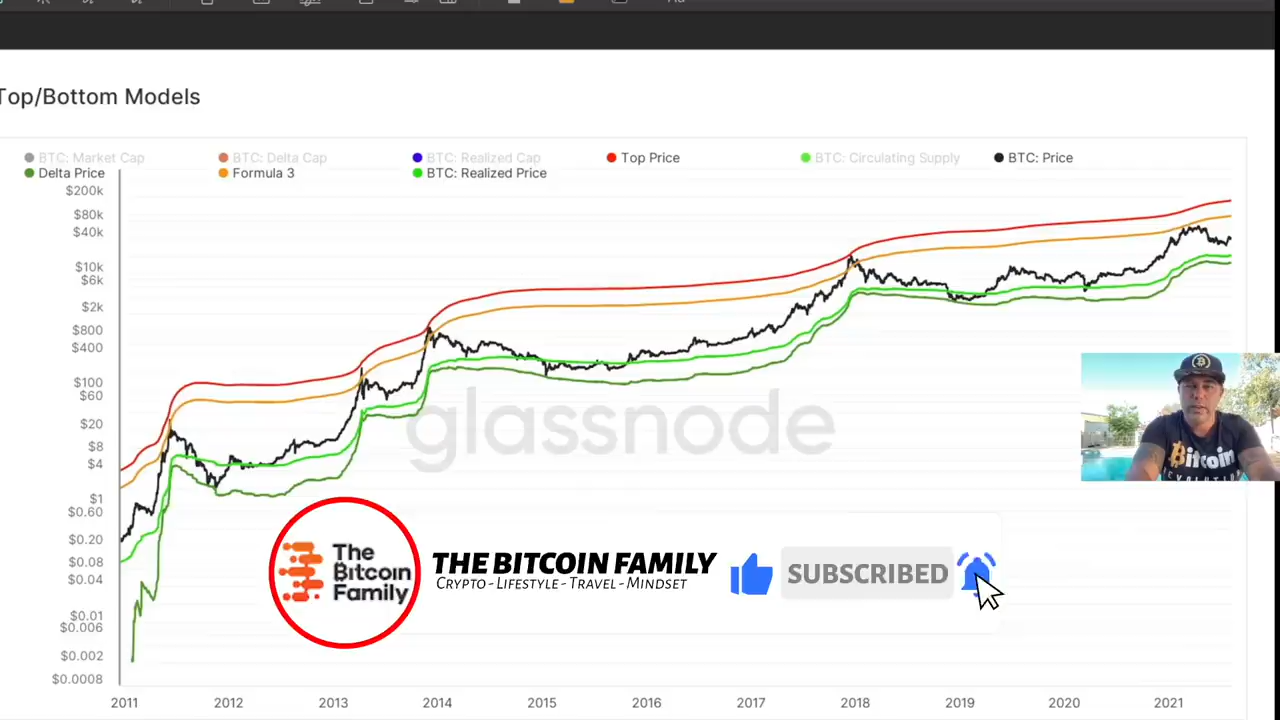 Top/Bottom Models
BTC: Market Cap BTC: Delta Cap BTC: Realized Cap Top Price BTC: Circulating Supply BTC: Price
Delta Price Formula 3 BTC: Realized Price
$200k
$80k
$40k
$10k
$6k
$2k
$800
$400
$100
$60
$20
$8
$4
$1
$0.60
$0.20
$0.08
$0.04
$0.01
$0.006
$0.002
$0.0008
glassnode
Bitcoin
The
Bitcoin
Family
THE BITCOIN FAMILY
CRYPTO - LIFESTYLE - TRAVEL - MINDSET
SUBSCRIBED
2011 2012 2013 2014 2015 2016 2017 2018 2019 2020 2021